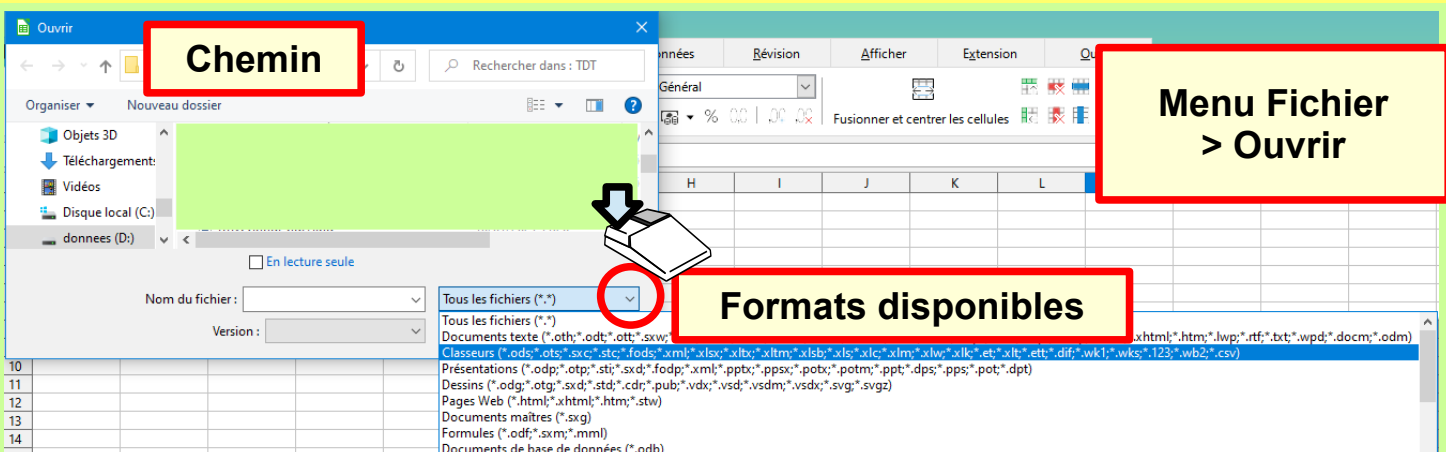 Ouvrir
Chemin
Rechercher dans : TDT
Organiser
Nouveau dossier
Objets 3D
Téléchargements
Vidéos
Disque local (C:)
donnees (D:)
En lecture seule
Nom du fichier :
Tous les fichiers (*.*)
Version :
nnées
Révision
Afficher
Extension
Général
%
Fusionner et centrer les cellules
Menu Fichier
> Ouvrir
H I J K L
Formats disponibles
Tous les fichiers (*.*)
Documents texte (*.oth;*.odt;*.ott;*.sxw;*
.xhtml;*.htm;*.lwp;*.rtf;*.txt;*.wpd;*.docm;*.odm)
Classeurs (*.ods;*.ots;*.sxc;*.stc;*.fods;*.xml;*.xlsx;*.xltx;*.xltm;*.xlsb;*.xls;*.xlc;*.xlm;*.xlw;*.xlk;*.et;*.xlt;*.ett;*.dif;*.wk1;*.wks;*.123;*.wb2;*.csv)
Présentations (*.odp;*.otp;*.sti;*.sxd;*.fodp;*.xml;*.pptx;*.ppsx;*.potx;*.potm;*.ppt;*.dps;*.pps;*.pot;*.dpt)
Dessins (*.odg;*.otg;*.sxd;*.std;*.cdr;*.pub;*.vdx;*.vsd;*.vsdm;*.vsdx;*.svg;*.svgz)
Pages Web (*.html;*.xhtml;*.htm;*.stw)
Documents maîtres (*.sxg)
Formules (*.odf;*.sxm;*.mml)
Documents de base de données (*.odb)
10
11
12
13
14